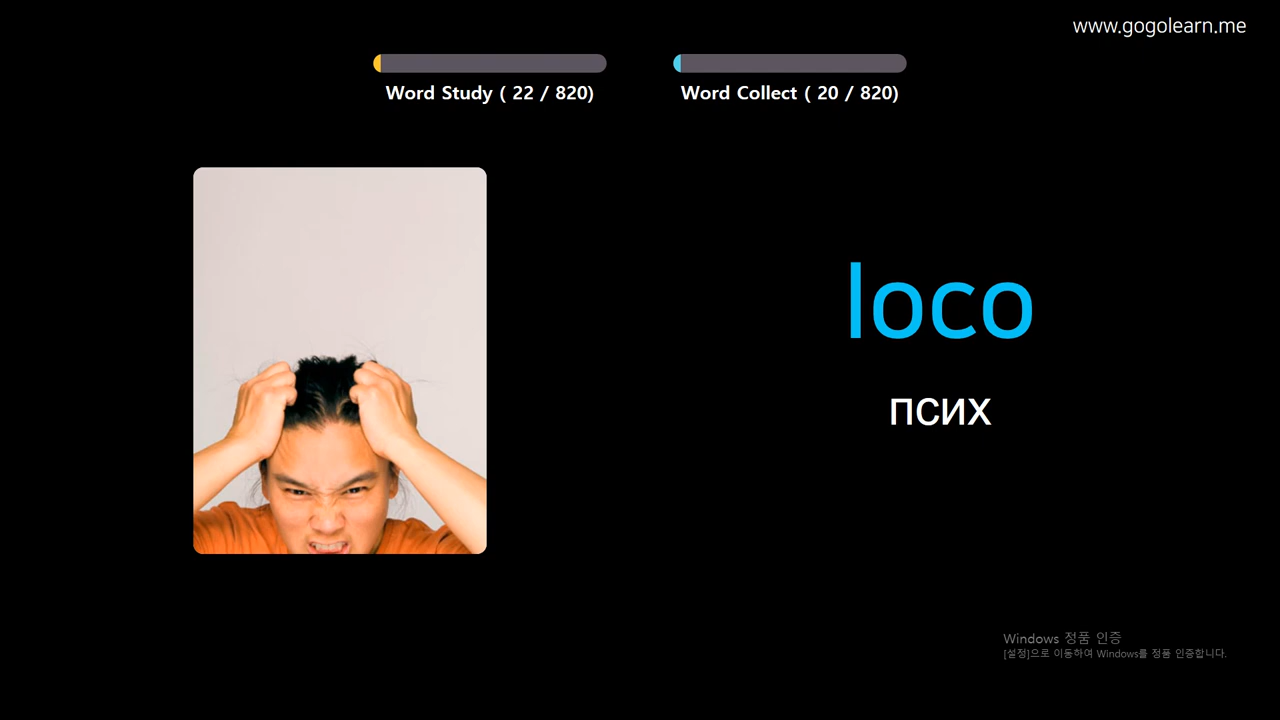 www.gogolearn.me
Word Study ( 22 / 820)
Word Collect ( 20 / 820)
loco
псих
Windows 정품 인증
[설정]으로 이동하여 Windows를 정품 인증합니다.